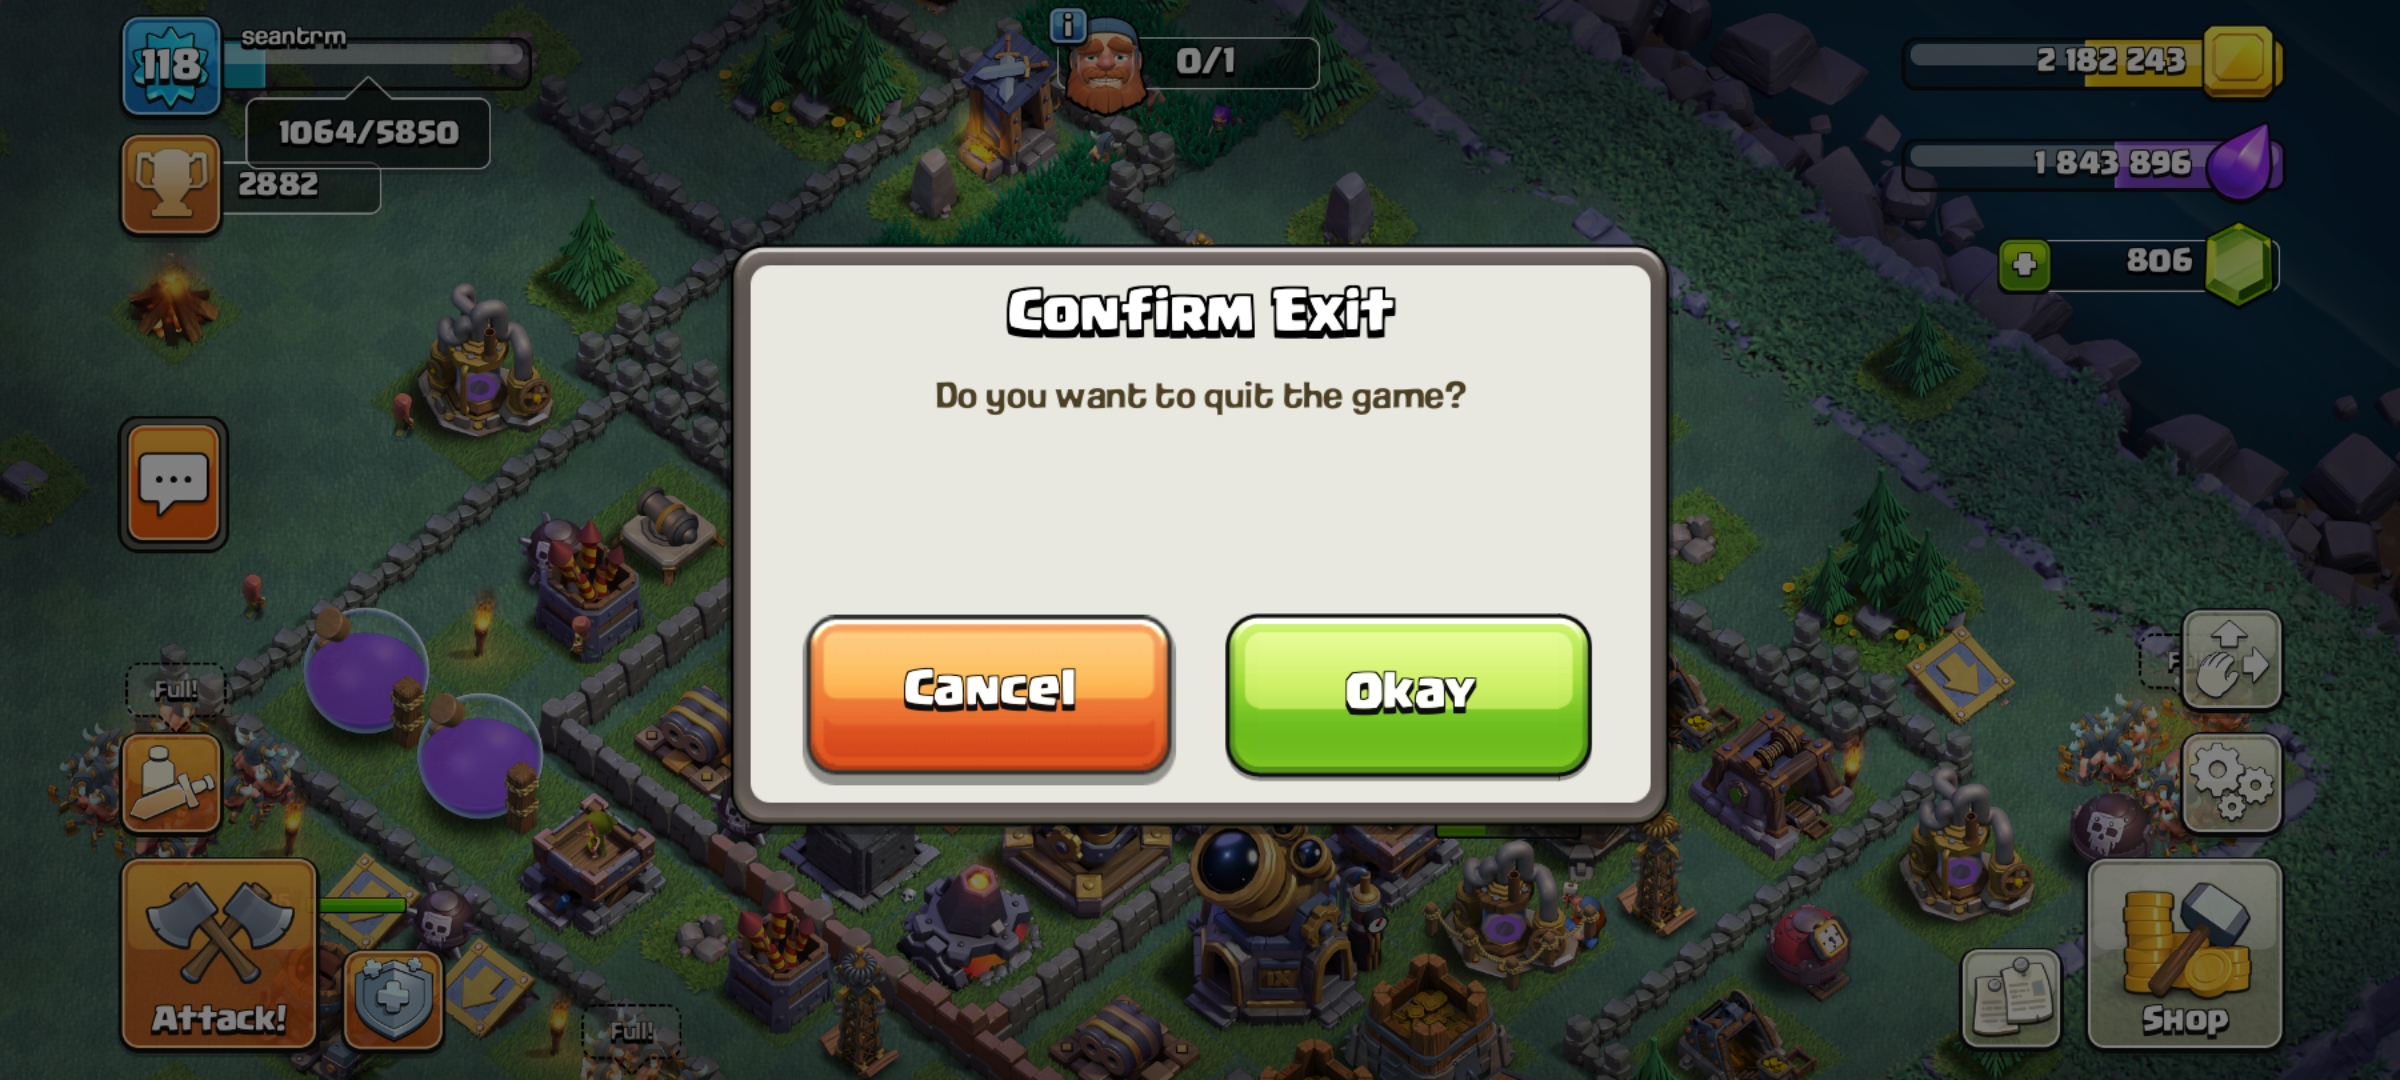 118
seantrm
1064/5850
2882
0/1
2 182 243
1 843 896
806
Confirm Exit
Do you want to quit the game?
Cancel
Okay
Full!
Attack!
Full!
Shop